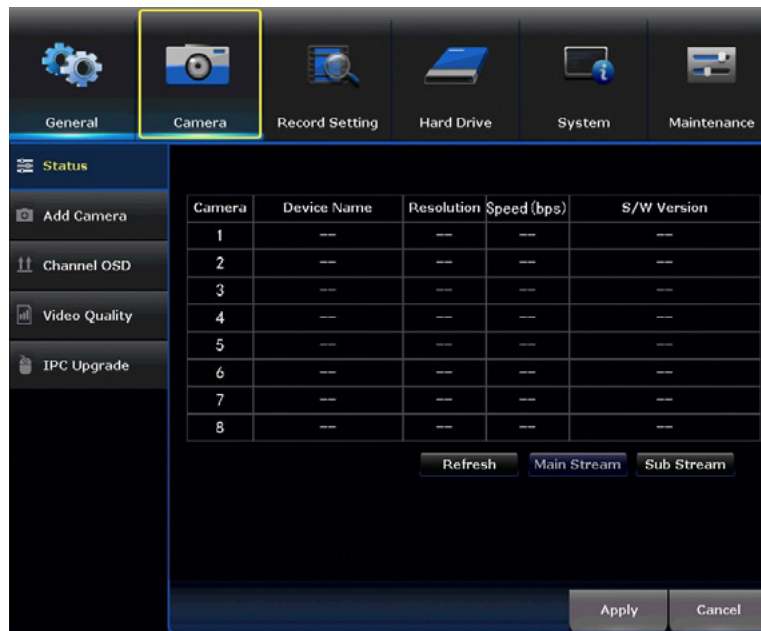 General Camera Record Setting Hard Drive System Maintenance
Status
Add Camera
Channel OSD
Video Quality
IPC Upgrade
Camera Device Name Resolution Speed(bps) S/W Version
1 -- -- -- --
2 -- -- -- --
3 -- -- -- --
4 -- -- -- --
5 -- -- -- --
6 -- -- -- --
7 -- -- -- --
8 -- -- -- --
Refresh Main Stream Sub Stream
Apply Cancel